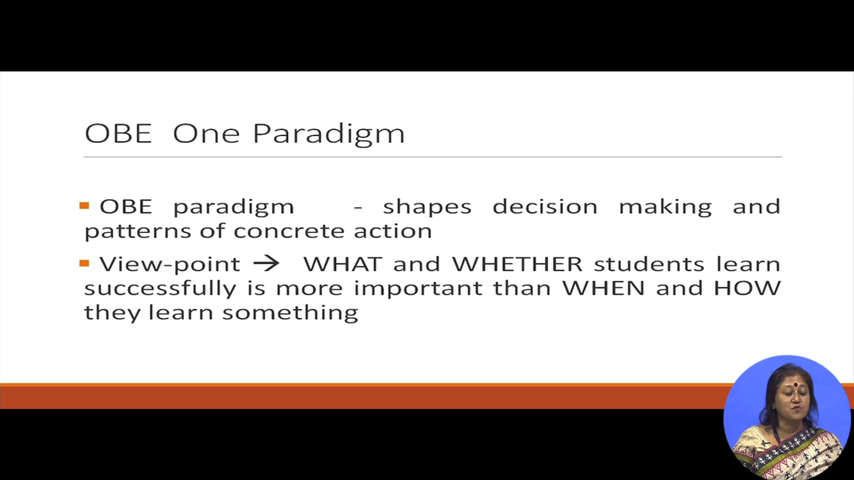 OBE One Paradigm
OBE paradigm - shapes decision making and
patterns of concrete action
View-point → WHAT and WHETHER students learn
successfully is more important than WHEN and HOW
they learn something